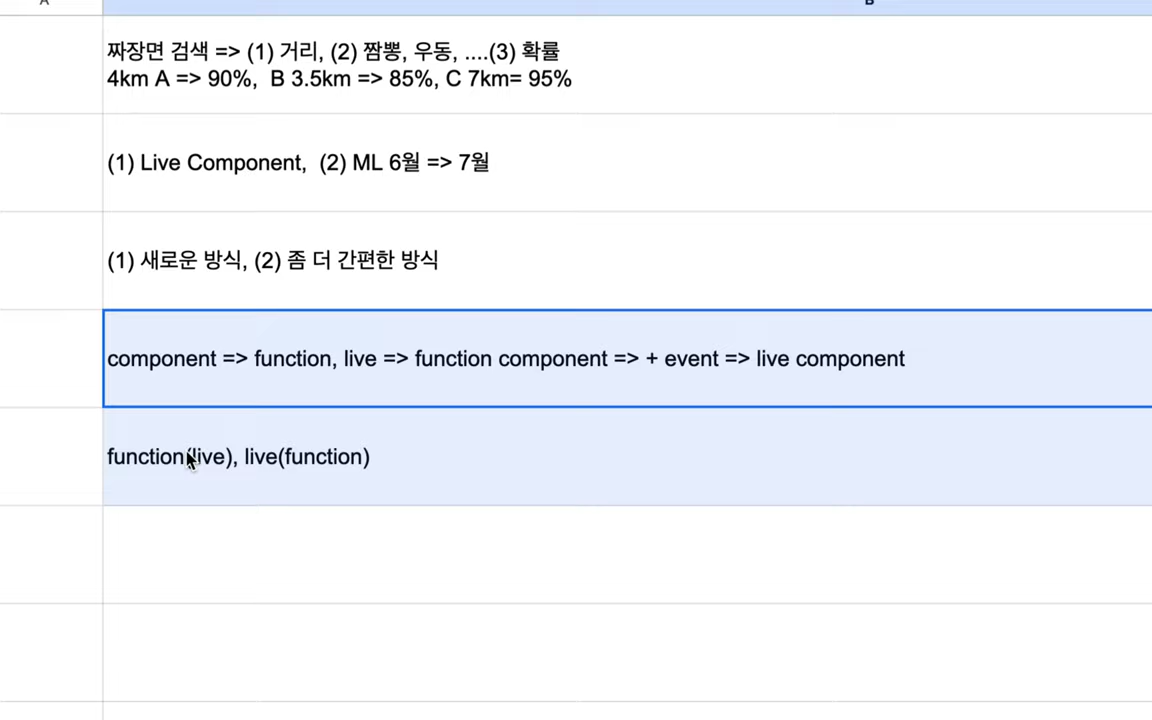 A
B
짜장면 검색 => (1) 거리, (2) 짬뽕, 우동, ....(3) 확률
4km A => 90%,  B 3.5km => 85%, C 7km= 95%
(1) Live Component,  (2) ML 6월 => 7월
(1) 새로운 방식, (2) 좀 더 간편한 방식
component => function, live => function component => + event => live component
function(live), live(function)